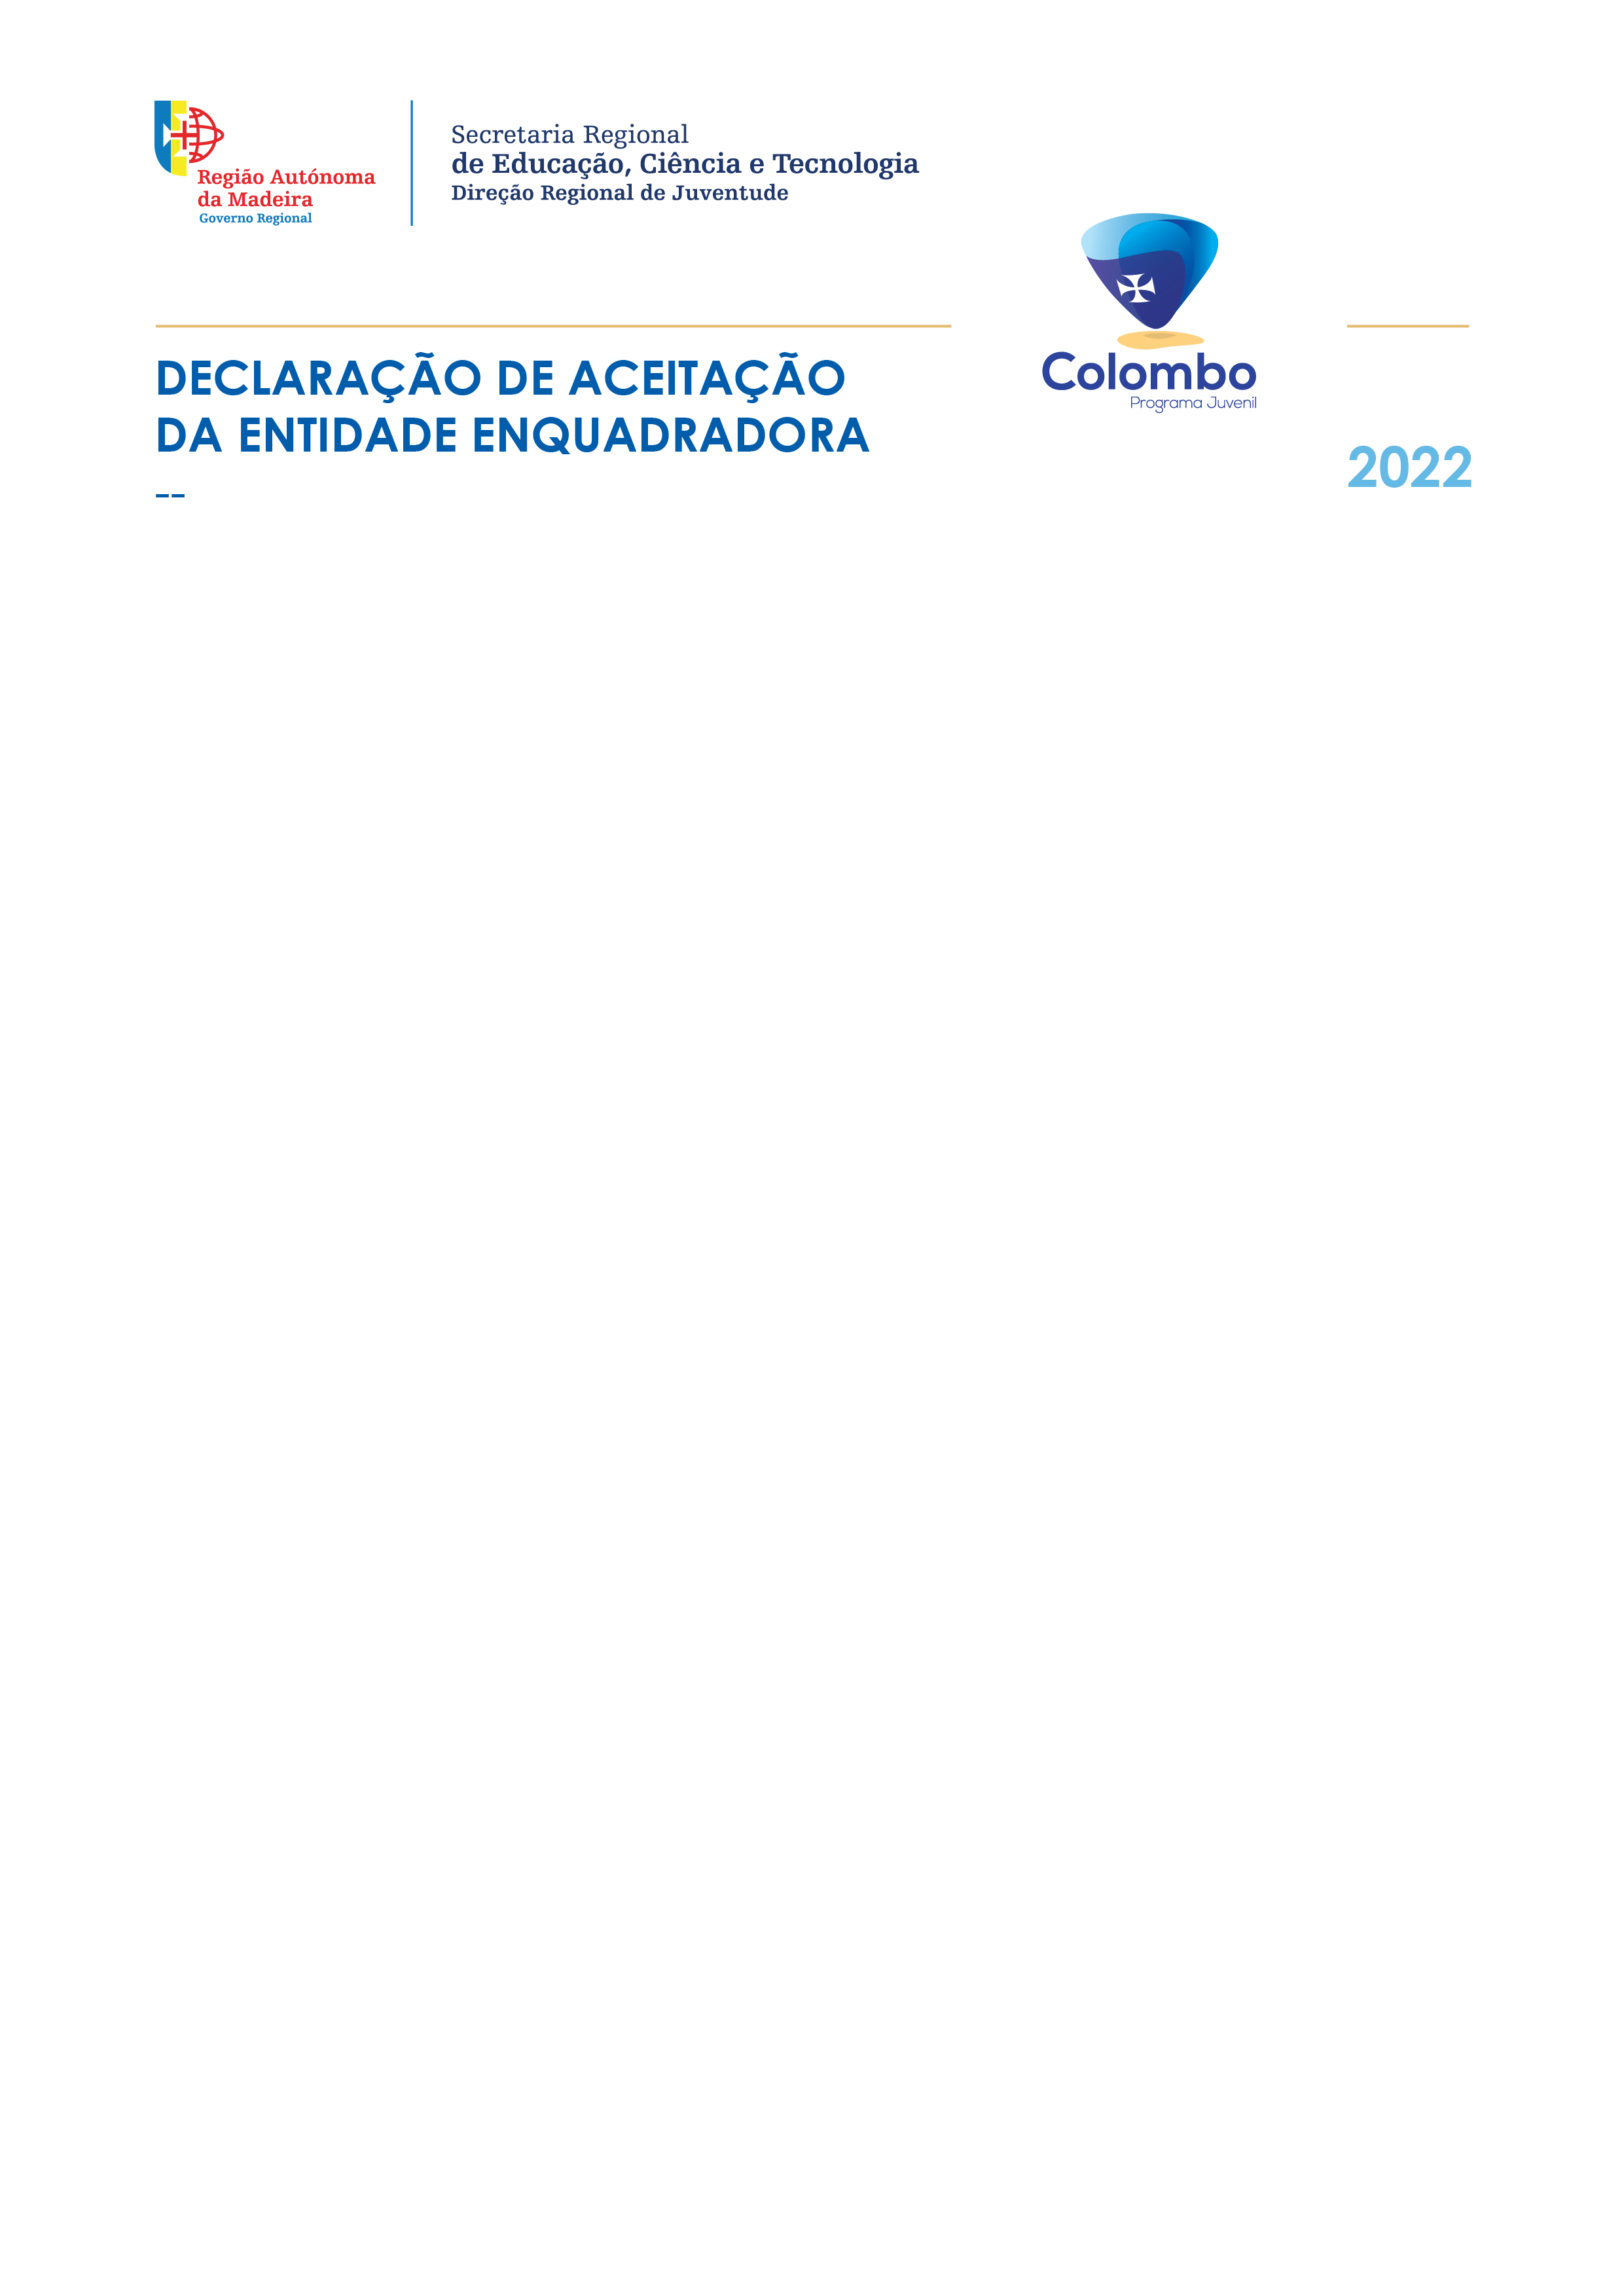 Região Autónoma
da Madeira
Governo Regional
Secretaria Regional
de Educação, Ciência e Tecnologia
Direção Regional de Juventude
Colombo
Programa Juvenil
DECLARAÇÃO DE ACEITAÇÃO
DA ENTIDADE ENQUADRADORA
--
2022